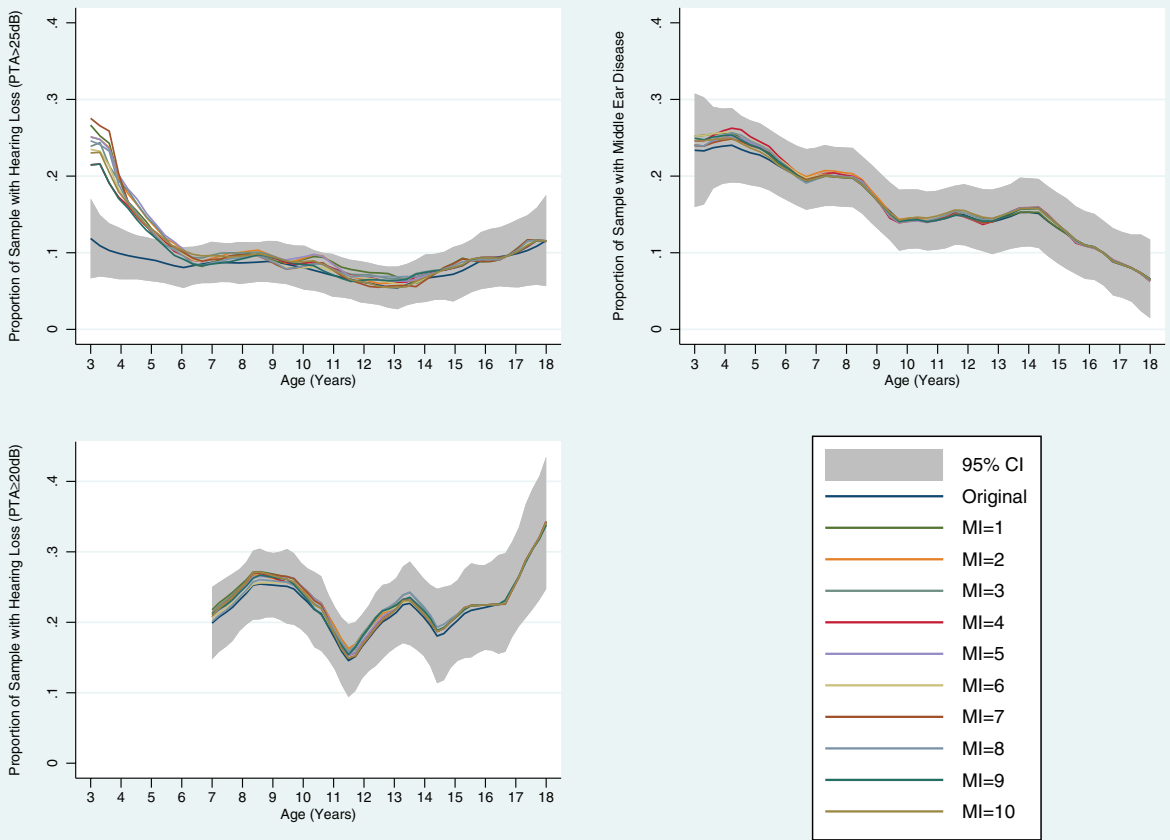 Proportion of Sample with Hearing Loss (PTA>25dB)
.4
.3
.2
.1
0
3 4 5 6 7 8 9 10 11 12 13 14 15 16 17 18
Age (Years)
Proportion of Sample with Middle Ear Disease
.4
.3
.2
.1
0
3 4 5 6 7 8 9 10 11 12 13 14 15 16 17 18
Age (Years)
Proportion of Sample with Hearing Loss (PTA≥20dB)
.4
.3
.2
.1
0
3 4 5 6 7 8 9 10 11 12 13 14 15 16 17 18
Age (Years)
95% CI
Original
MI=1
MI=2
MI=3
MI=4
MI=5
MI=6
MI=7
MI=8
MI=9
MI=10